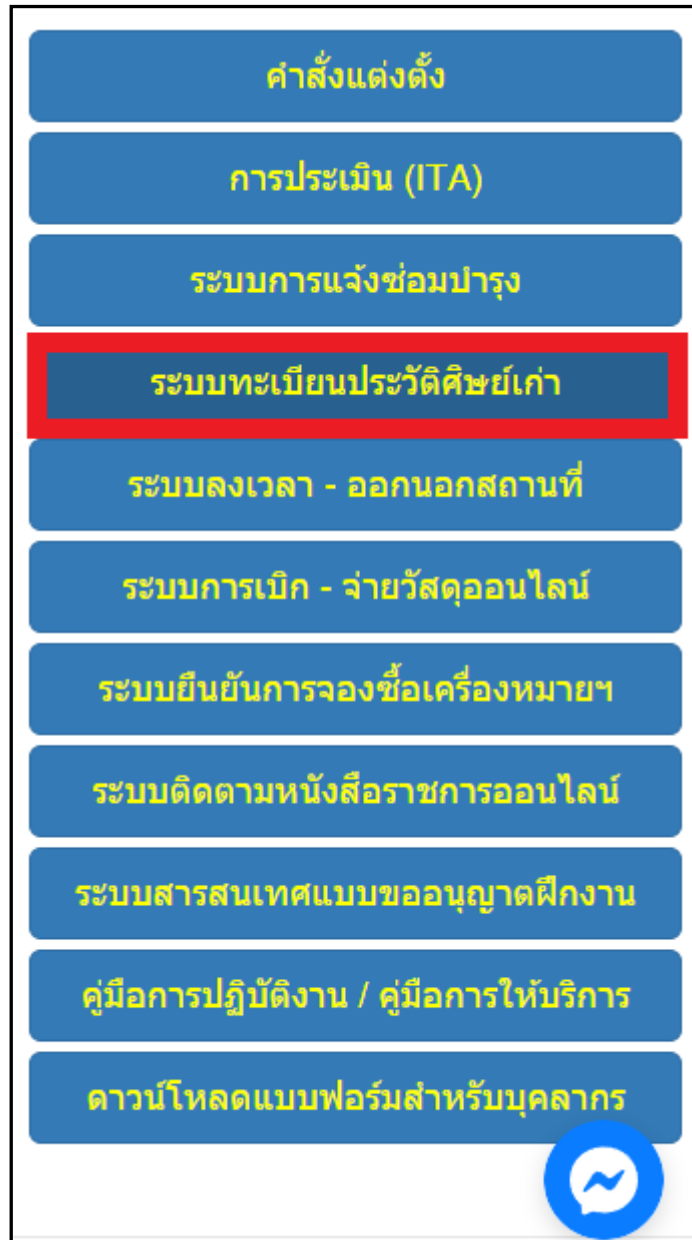 คำสั่งแต่งตั้ง
การประเมิน (ITA)
ระบบการแจ้งซ่อมบำรุง
ระบบทะเบียนประวัติศิษย์เก่า
ระบบลงเวลา - ออกนอกสถานที่
ระบบการเบิก - จ่ายวัสดุออนไลน์
ระบบยืนยันการจองซื้อเครื่องหมายฯ
ระบบติดตามหนังสือราชการออนไลน์
ระบบสารสนเทศแบบขออนุญาตฝึกงาน
คู่มือการปฏิบัติงาน / คู่มือการให้บริการ
ดาวน์โหลดแบบฟอร์มสำหรับบุคลากร